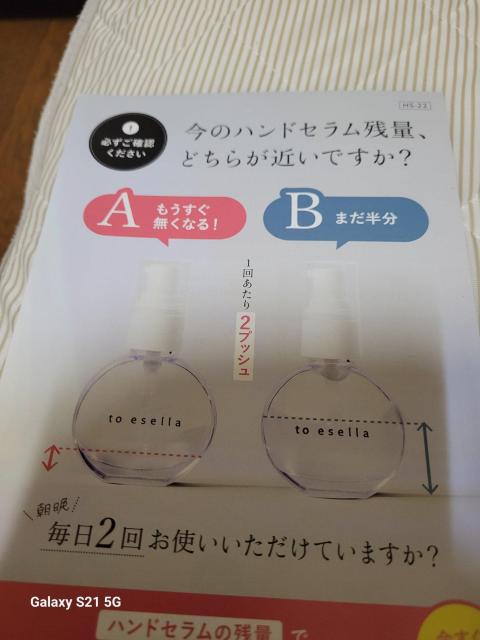 HS-22
!
必ずご確認
ください
今のハンドセラム残量、
どちらが近いですか?
A もうすぐ
無くなる!
B まだ半分
1回あたり2プッシュ
to esella
to esella
朝晩
毎日2回お使いいただけていますか?
ハンドセラムの残量で
Galaxy S21 5G